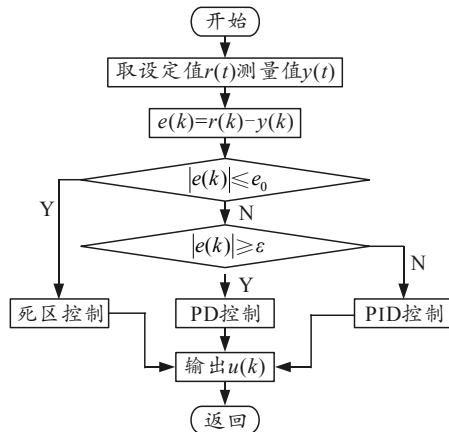 开始
取设定值r(t)测量值y(t)
e(k)=r(k)-y(k)
|e(k)|≤e₀
Y
N
|e(k)|≥ε
N
Y
死区控制
PD控制
PID控制
输出u(k)
返回